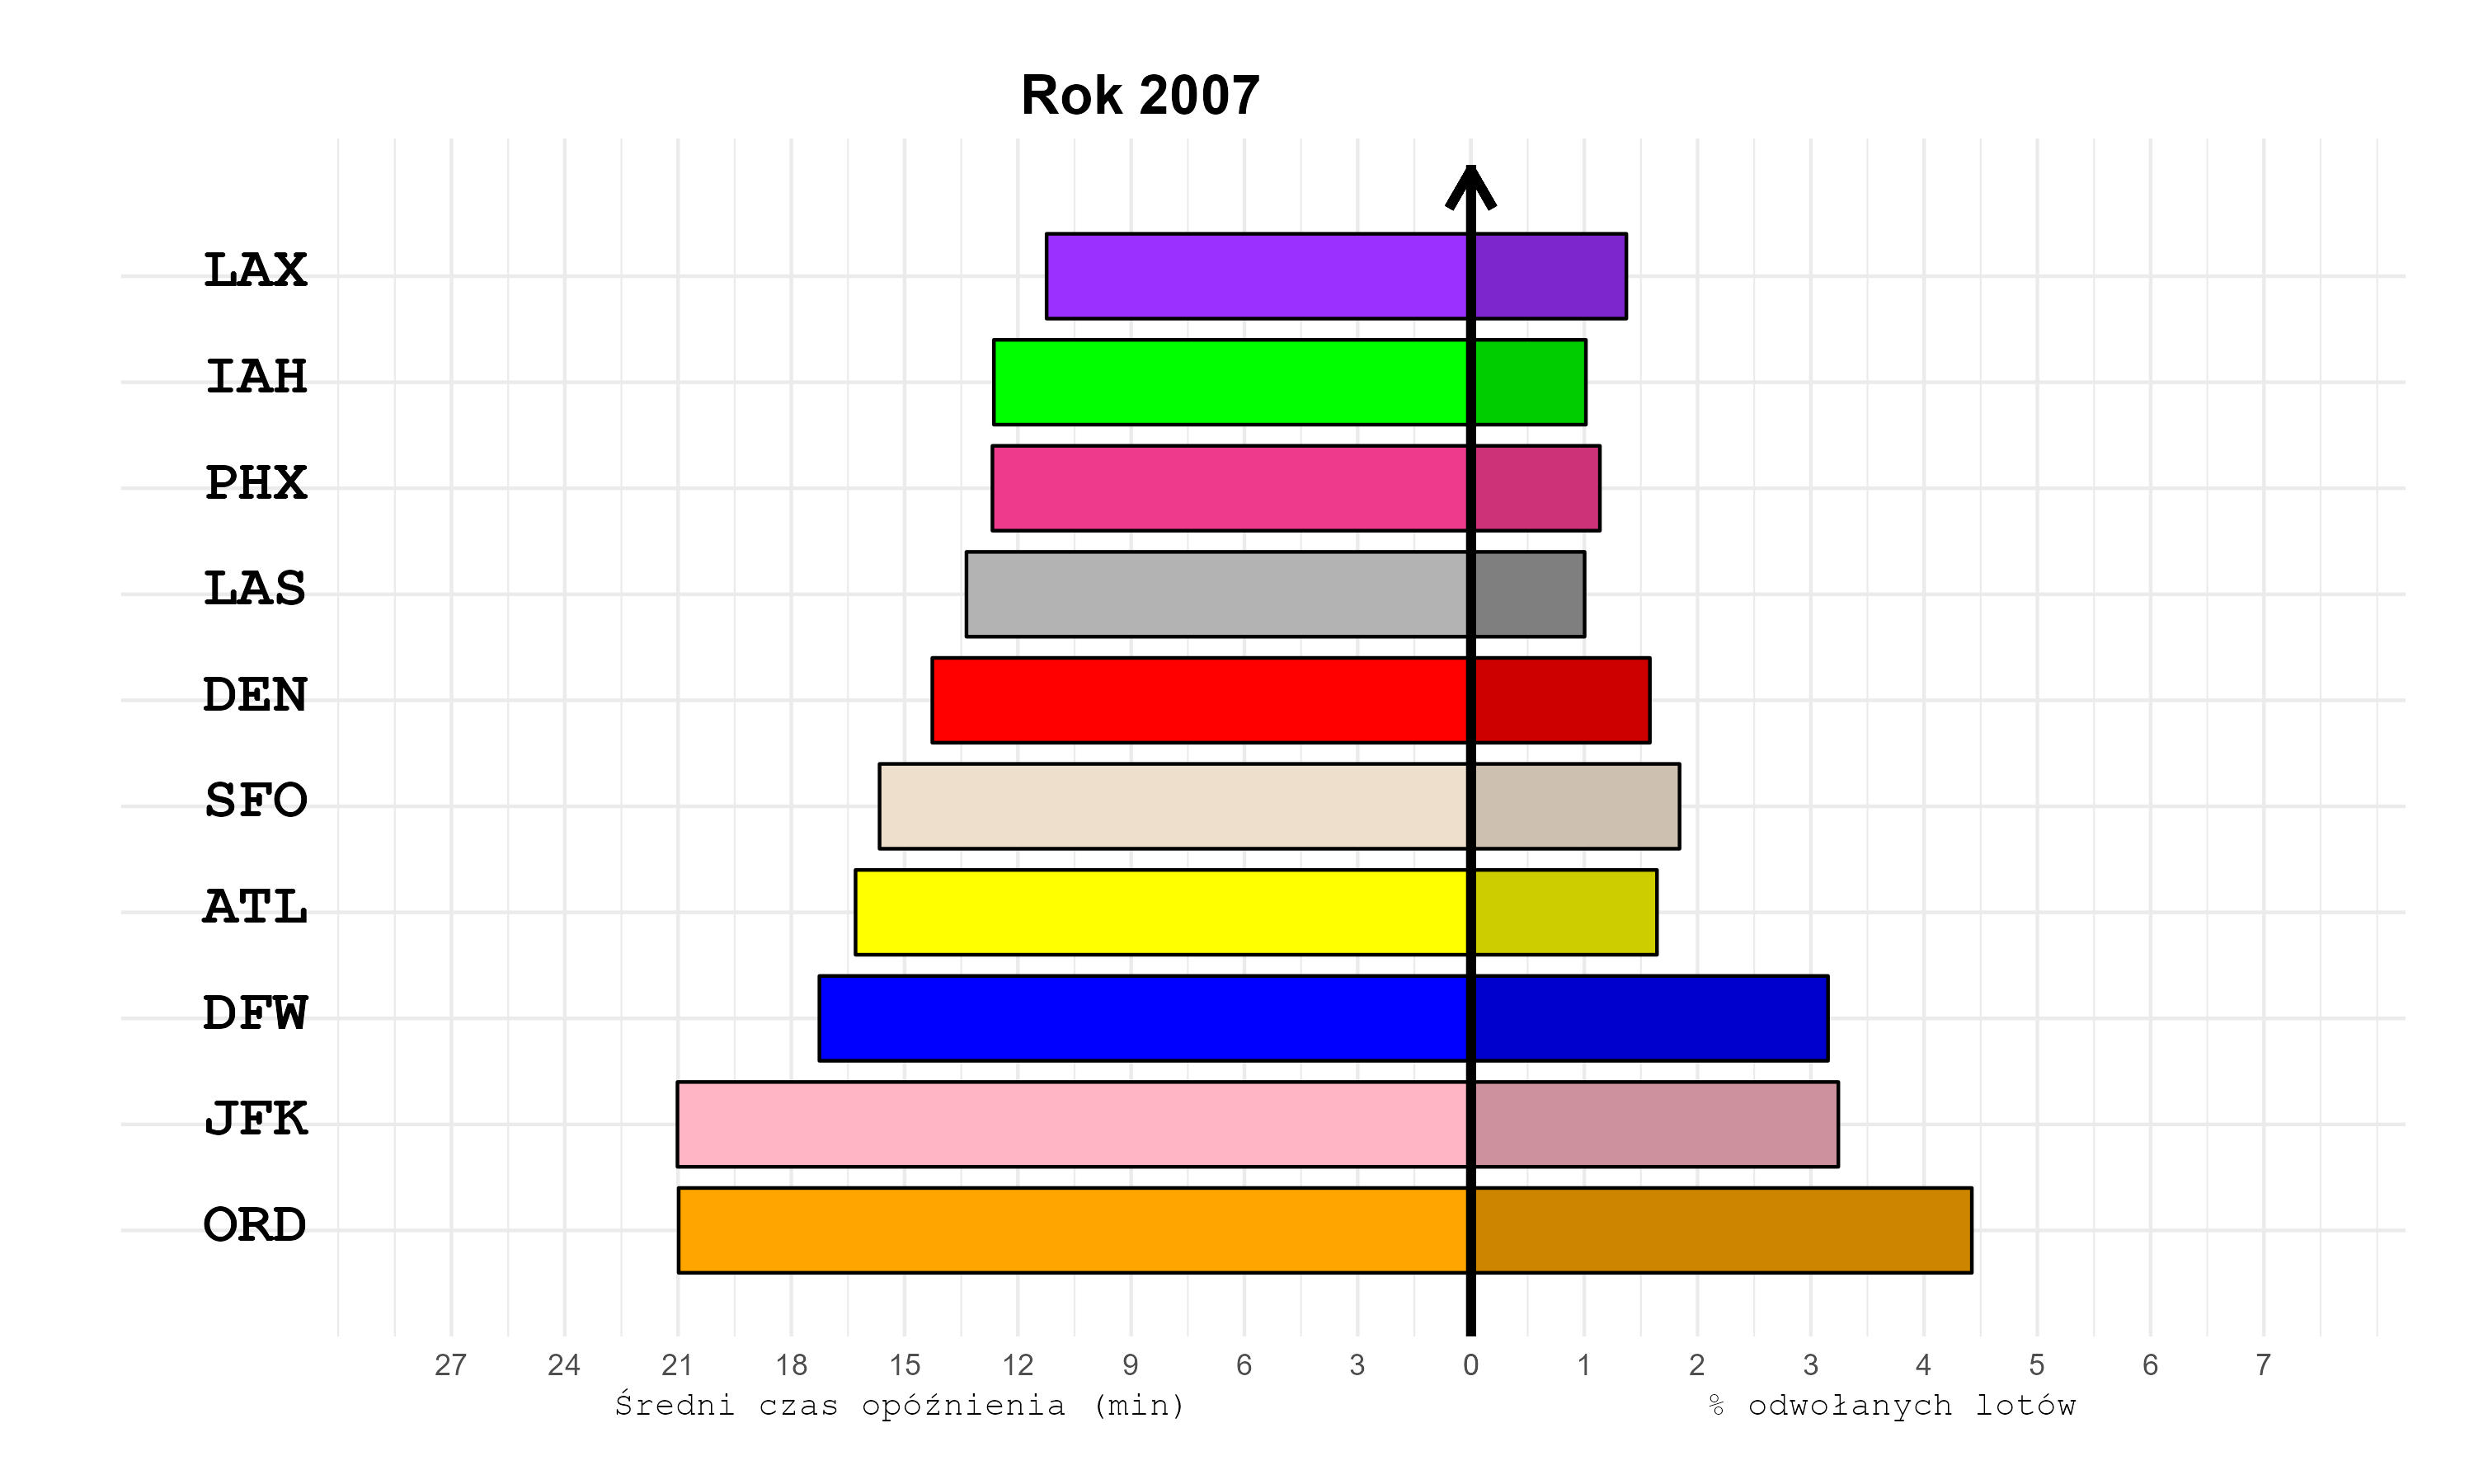 Rok 2007
LAX
IAH
PHX
LAS
DEN
SFO
ATL
DFW
JFK
ORD
27 24 21 18 15 12 9 6 3 0 1 2 3 4 5 6 7
Średni czas opóźnienia (min) % odwołanych lotów